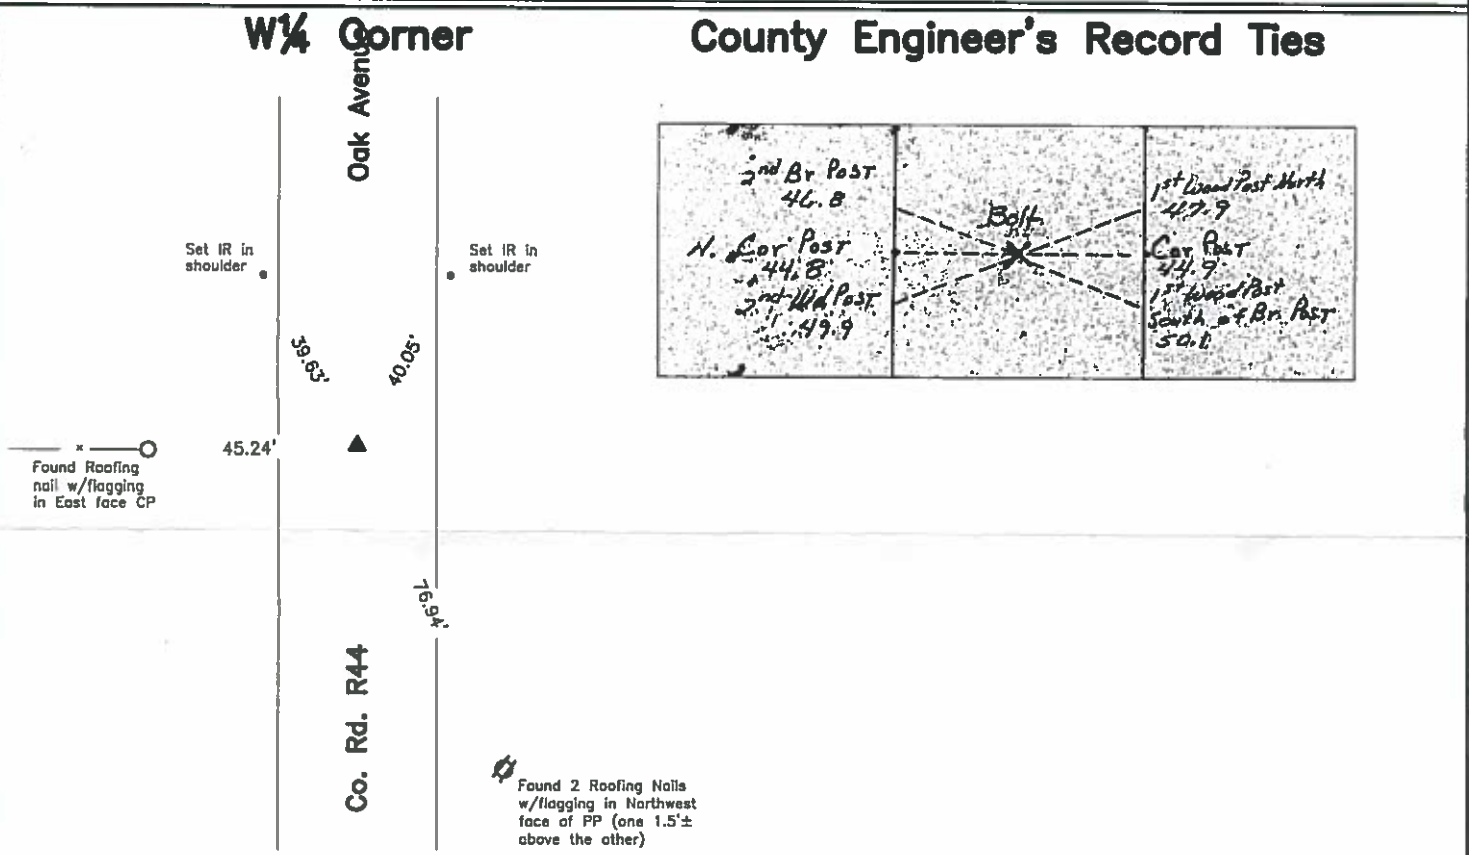 W¼ Corner
County Engineer's Record Ties
Oak Avenue
Set IR in
shoulder
Set IR in
shoulder
39.63'
40.05'
45.24'
Found Roofing
nail w/flagging
in East face CP
76.94'
Co. Rd. R44
Found 2 Roofing Nails
w/flagging in Northwest
face of PP (one 1.5'±
above the other)
2nd Br Post
46.8
N. Cor Post
44.8
2nd Wd Post
49.9
Bolt
1st Wood Post North
47.9
Cor Post
44.9
1st Wood Post
South of Br. Post
50.1